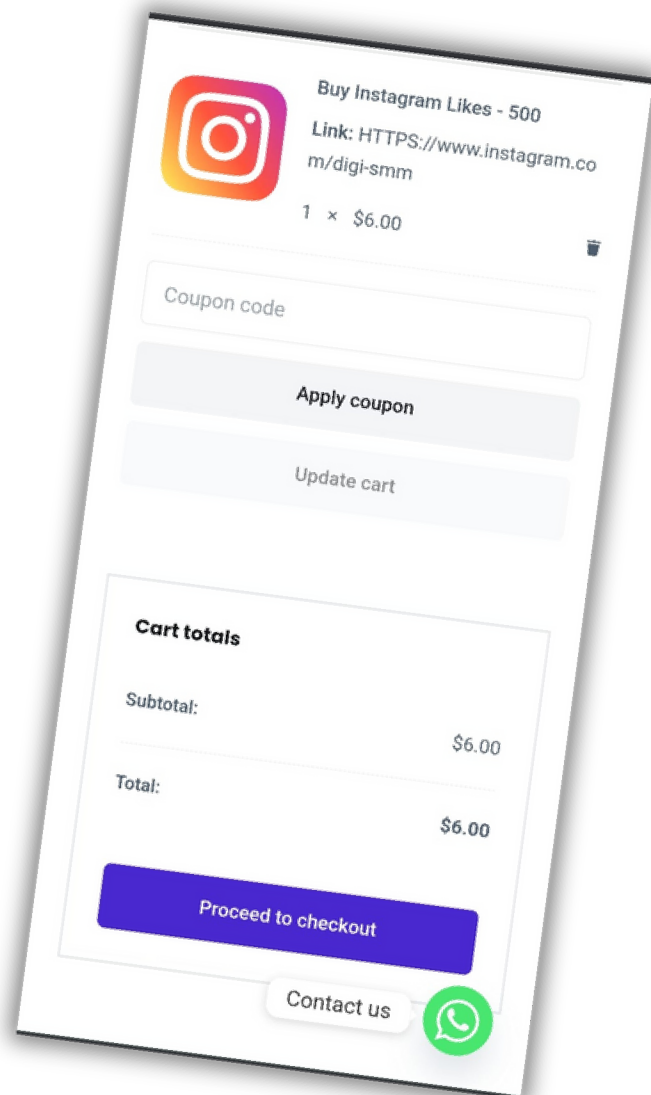 Buy Instagram Likes - 500
Link: HTTPS://www.instagram.co
m/digi-smm
1 × $6.00
Coupon code
Apply coupon
Update cart
Cart totals
Subtotal:
$6.00
Total:
$6.00
Proceed to checkout
Contact us